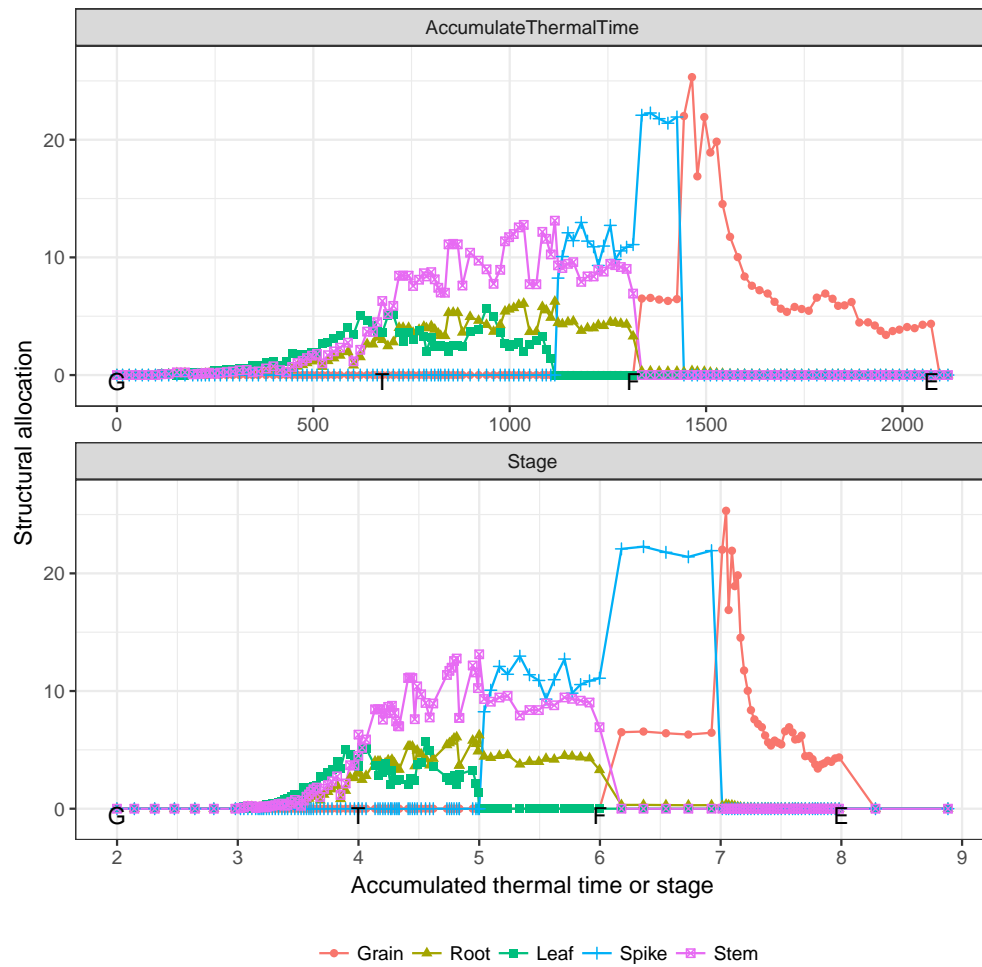 AccumulateThermalTime
20
10
0
G T F E
0 500 1000 1500 2000
Structural allocation
Stage
20
10
0
G T F E
2 3 4 5 6 7 8 9
Accumulated thermal time or stage
Grain Root Leaf Spike Stem